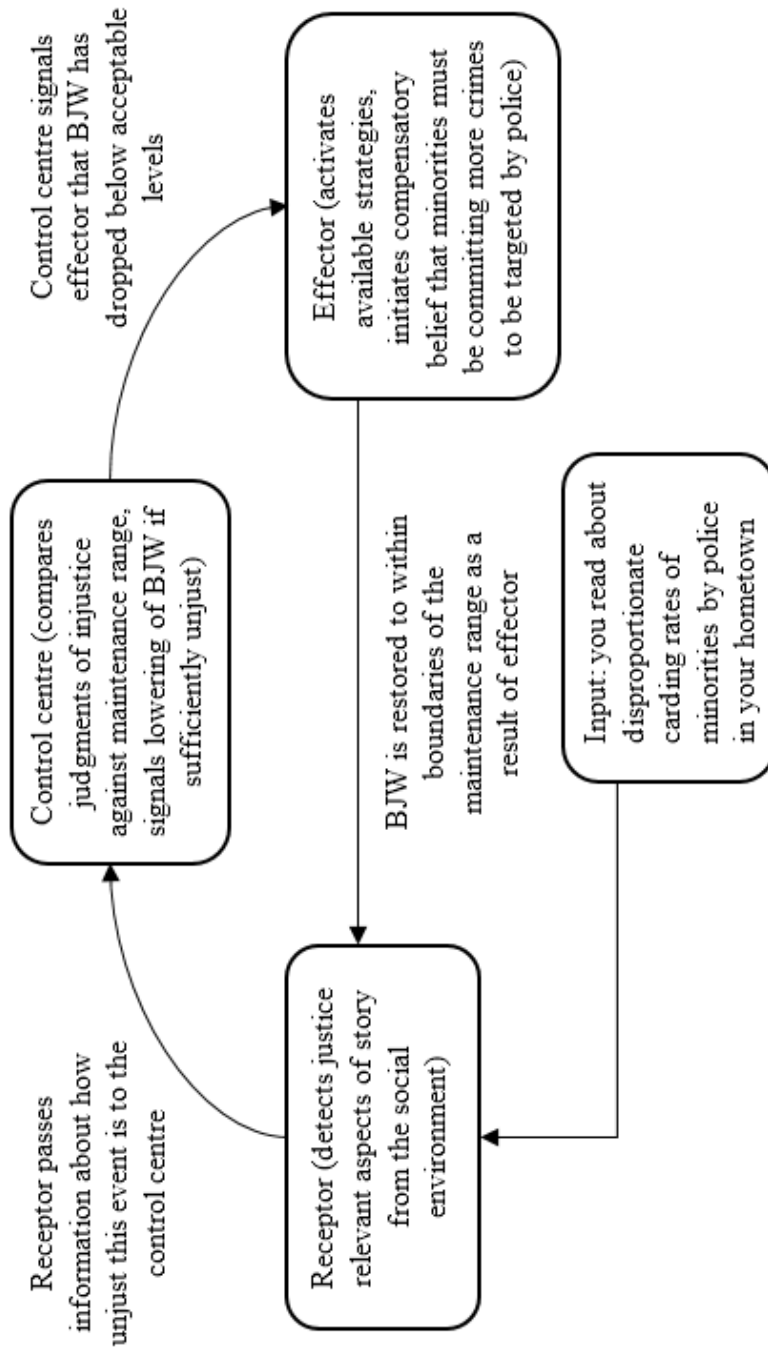 Receptor passes
information about how
unjust this event is to the
control centre
Control centre (compares
judgments of injustice
against maintenance range,
signals lowering of BJW if
sufficiently unjust)
Control centre signals
effector that BJW has
dropped below acceptable
levels
Receptor (detects justice
relevant aspects of story
from the social
environment)
BJW is restored to within
boundaries of the
maintenance range as a
result of effector
Effector (activates
available strategies,
initiates compensatory
belief that minorities must
be committing more crimes
to be targeted by police)
Input: you read about
disproportionate
carding rates of
minorities by police
in your hometown